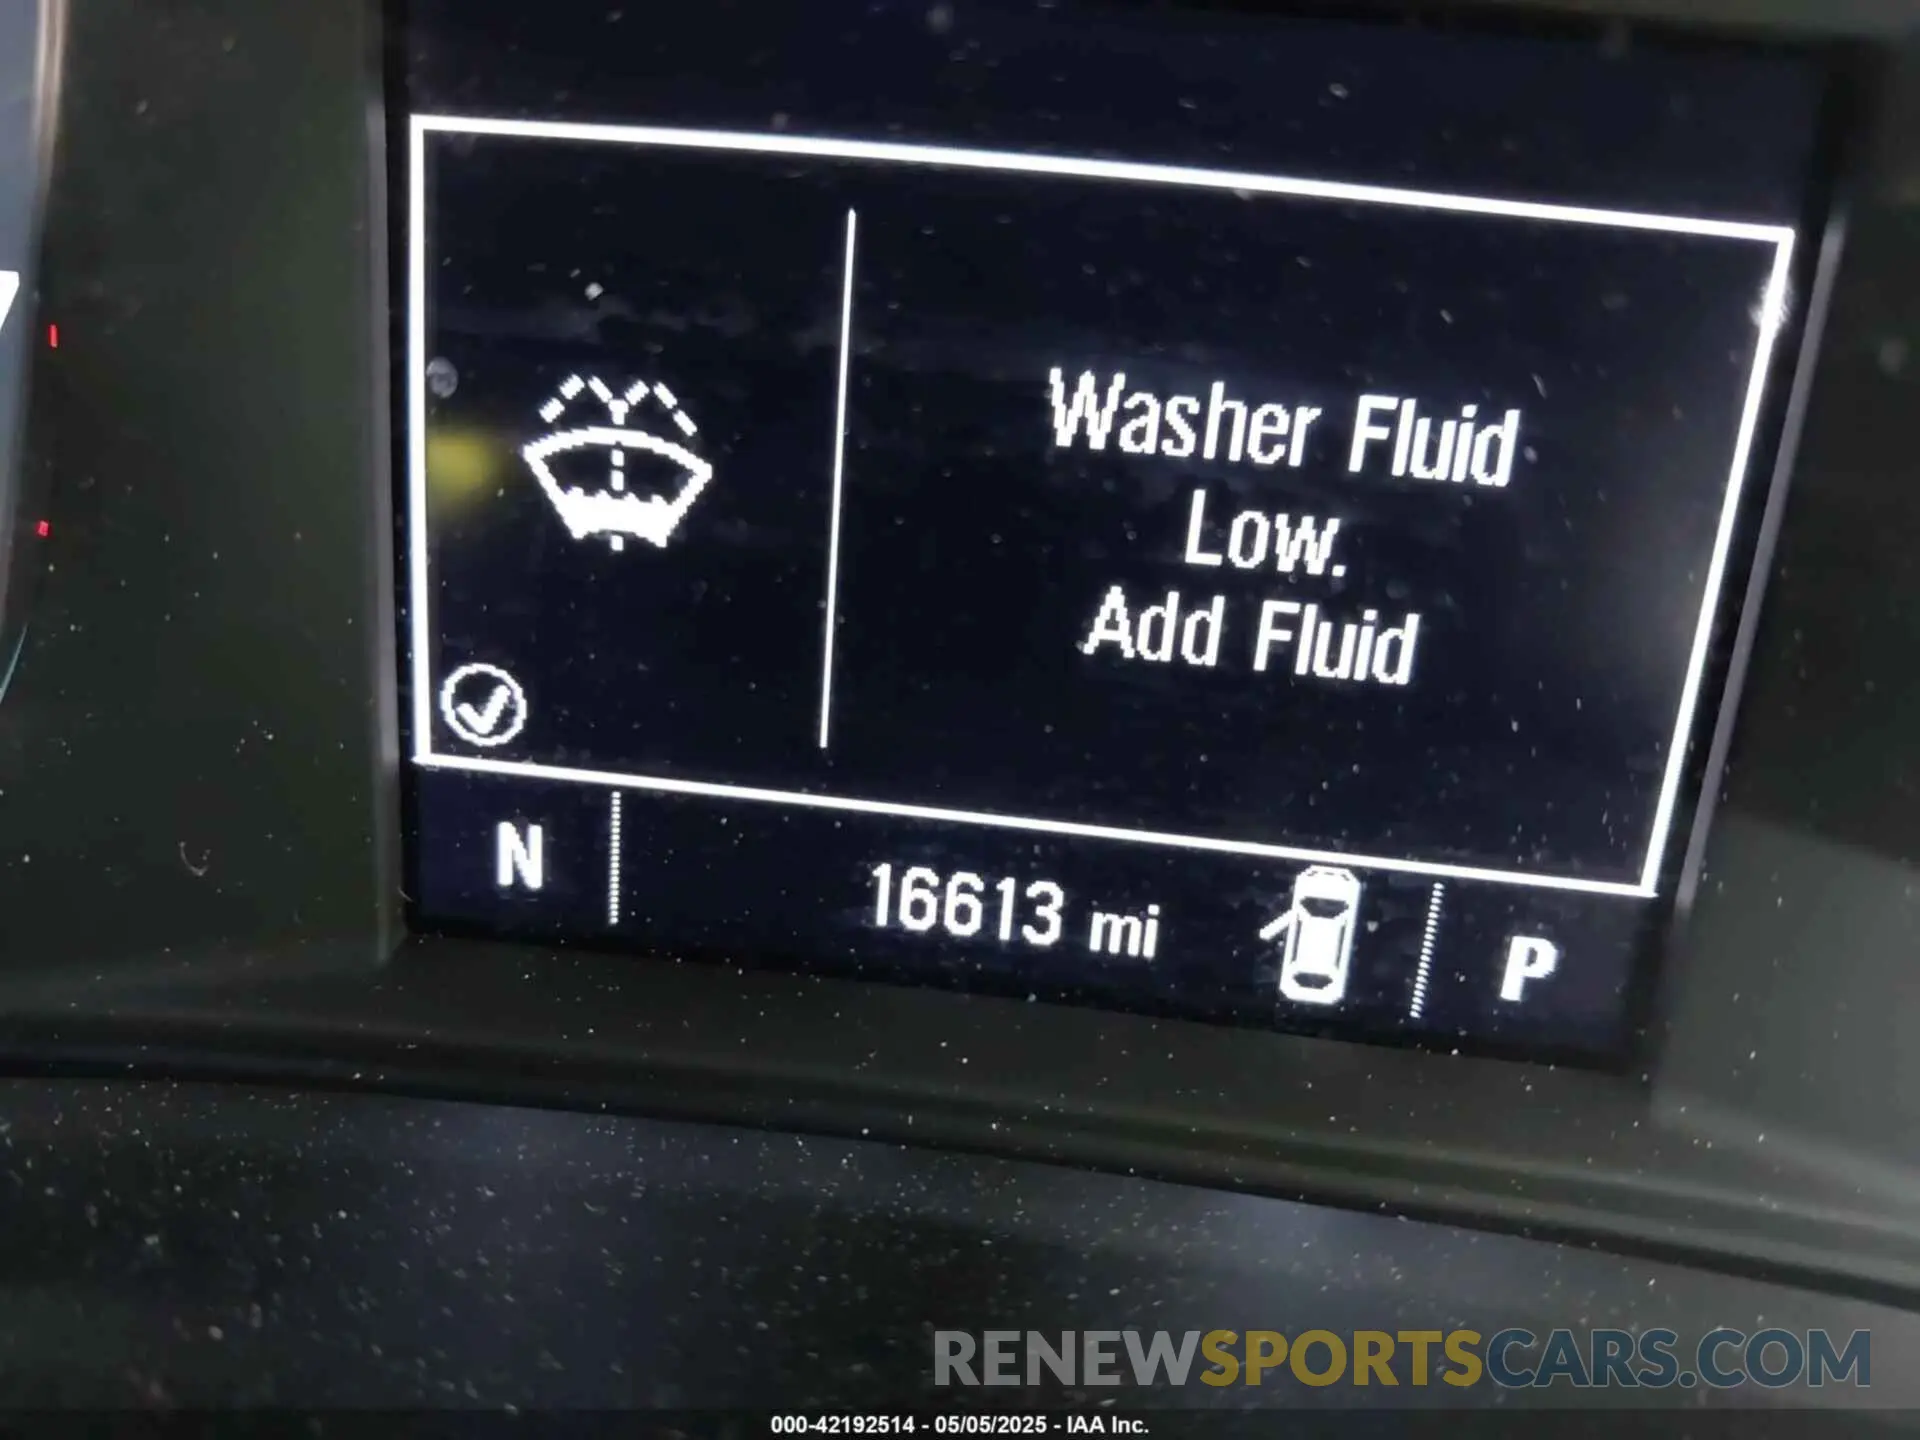 Washer Fluid
Low.
Add Fluid
N 16613 mi P
RENEWSPORTSCARS.COM
000-42192514 - 05/05/2025 - IAA Inc.